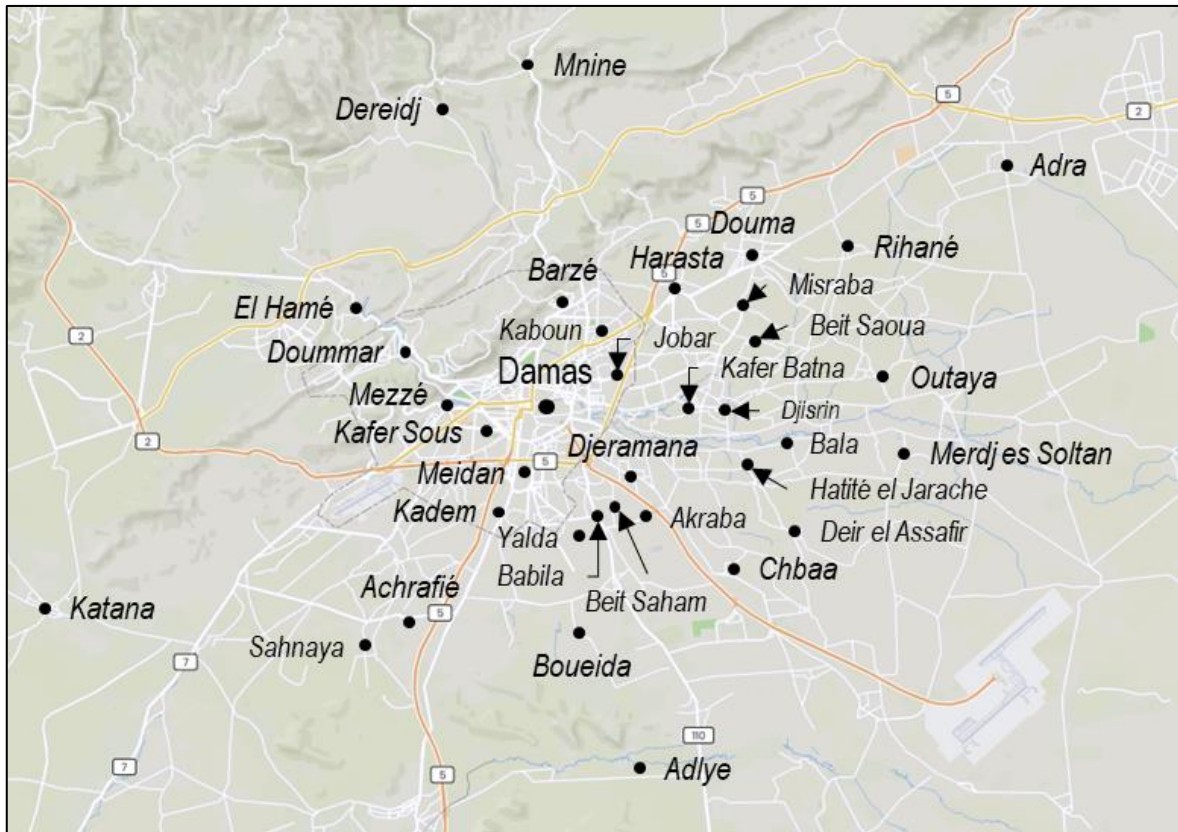 Mnine
Dereidj
5
2
Adra
5
Douma
5
Rihané
Harasta
Barzé
5
Misraba
El Hamé
Kaboun
Jobar
Beit Saoua
2
Doummar
Damas
Kafer Batna
Outaya
Mezzé
Djisrin
2
Kafer Sous
Djeramana
Bala
Merdj es Soltan
Meidan
5
Hatité el Jarache
Kadem
Yalda
Akraba
Deir el Assafir
Babila
Chbaa
Beit Saham
Achrafié
Katana
5
Sahnaya
7
Boueida
110
7
5
Adlye